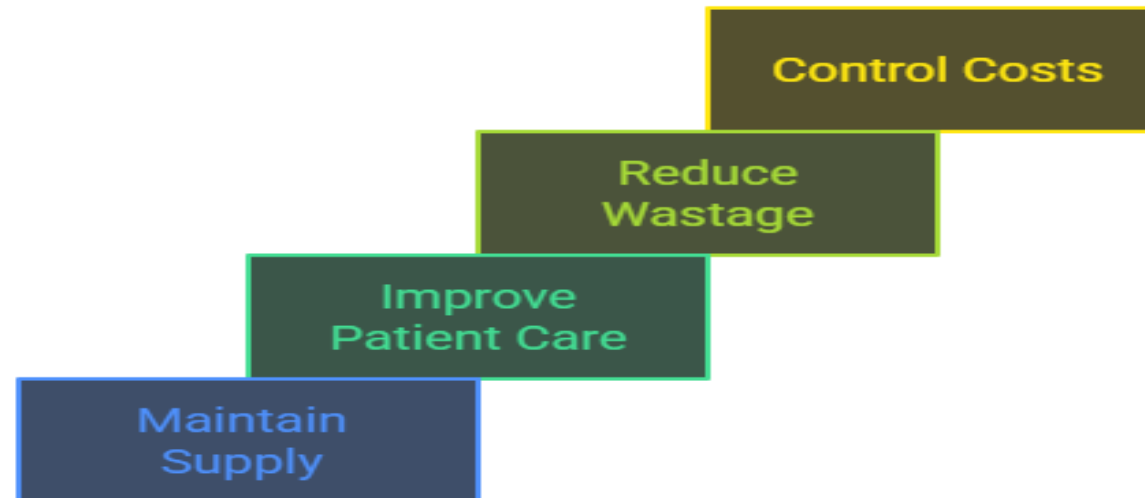 Control Costs
Reduce
Wastage
Improve
Patient Care
Maintain
Supply